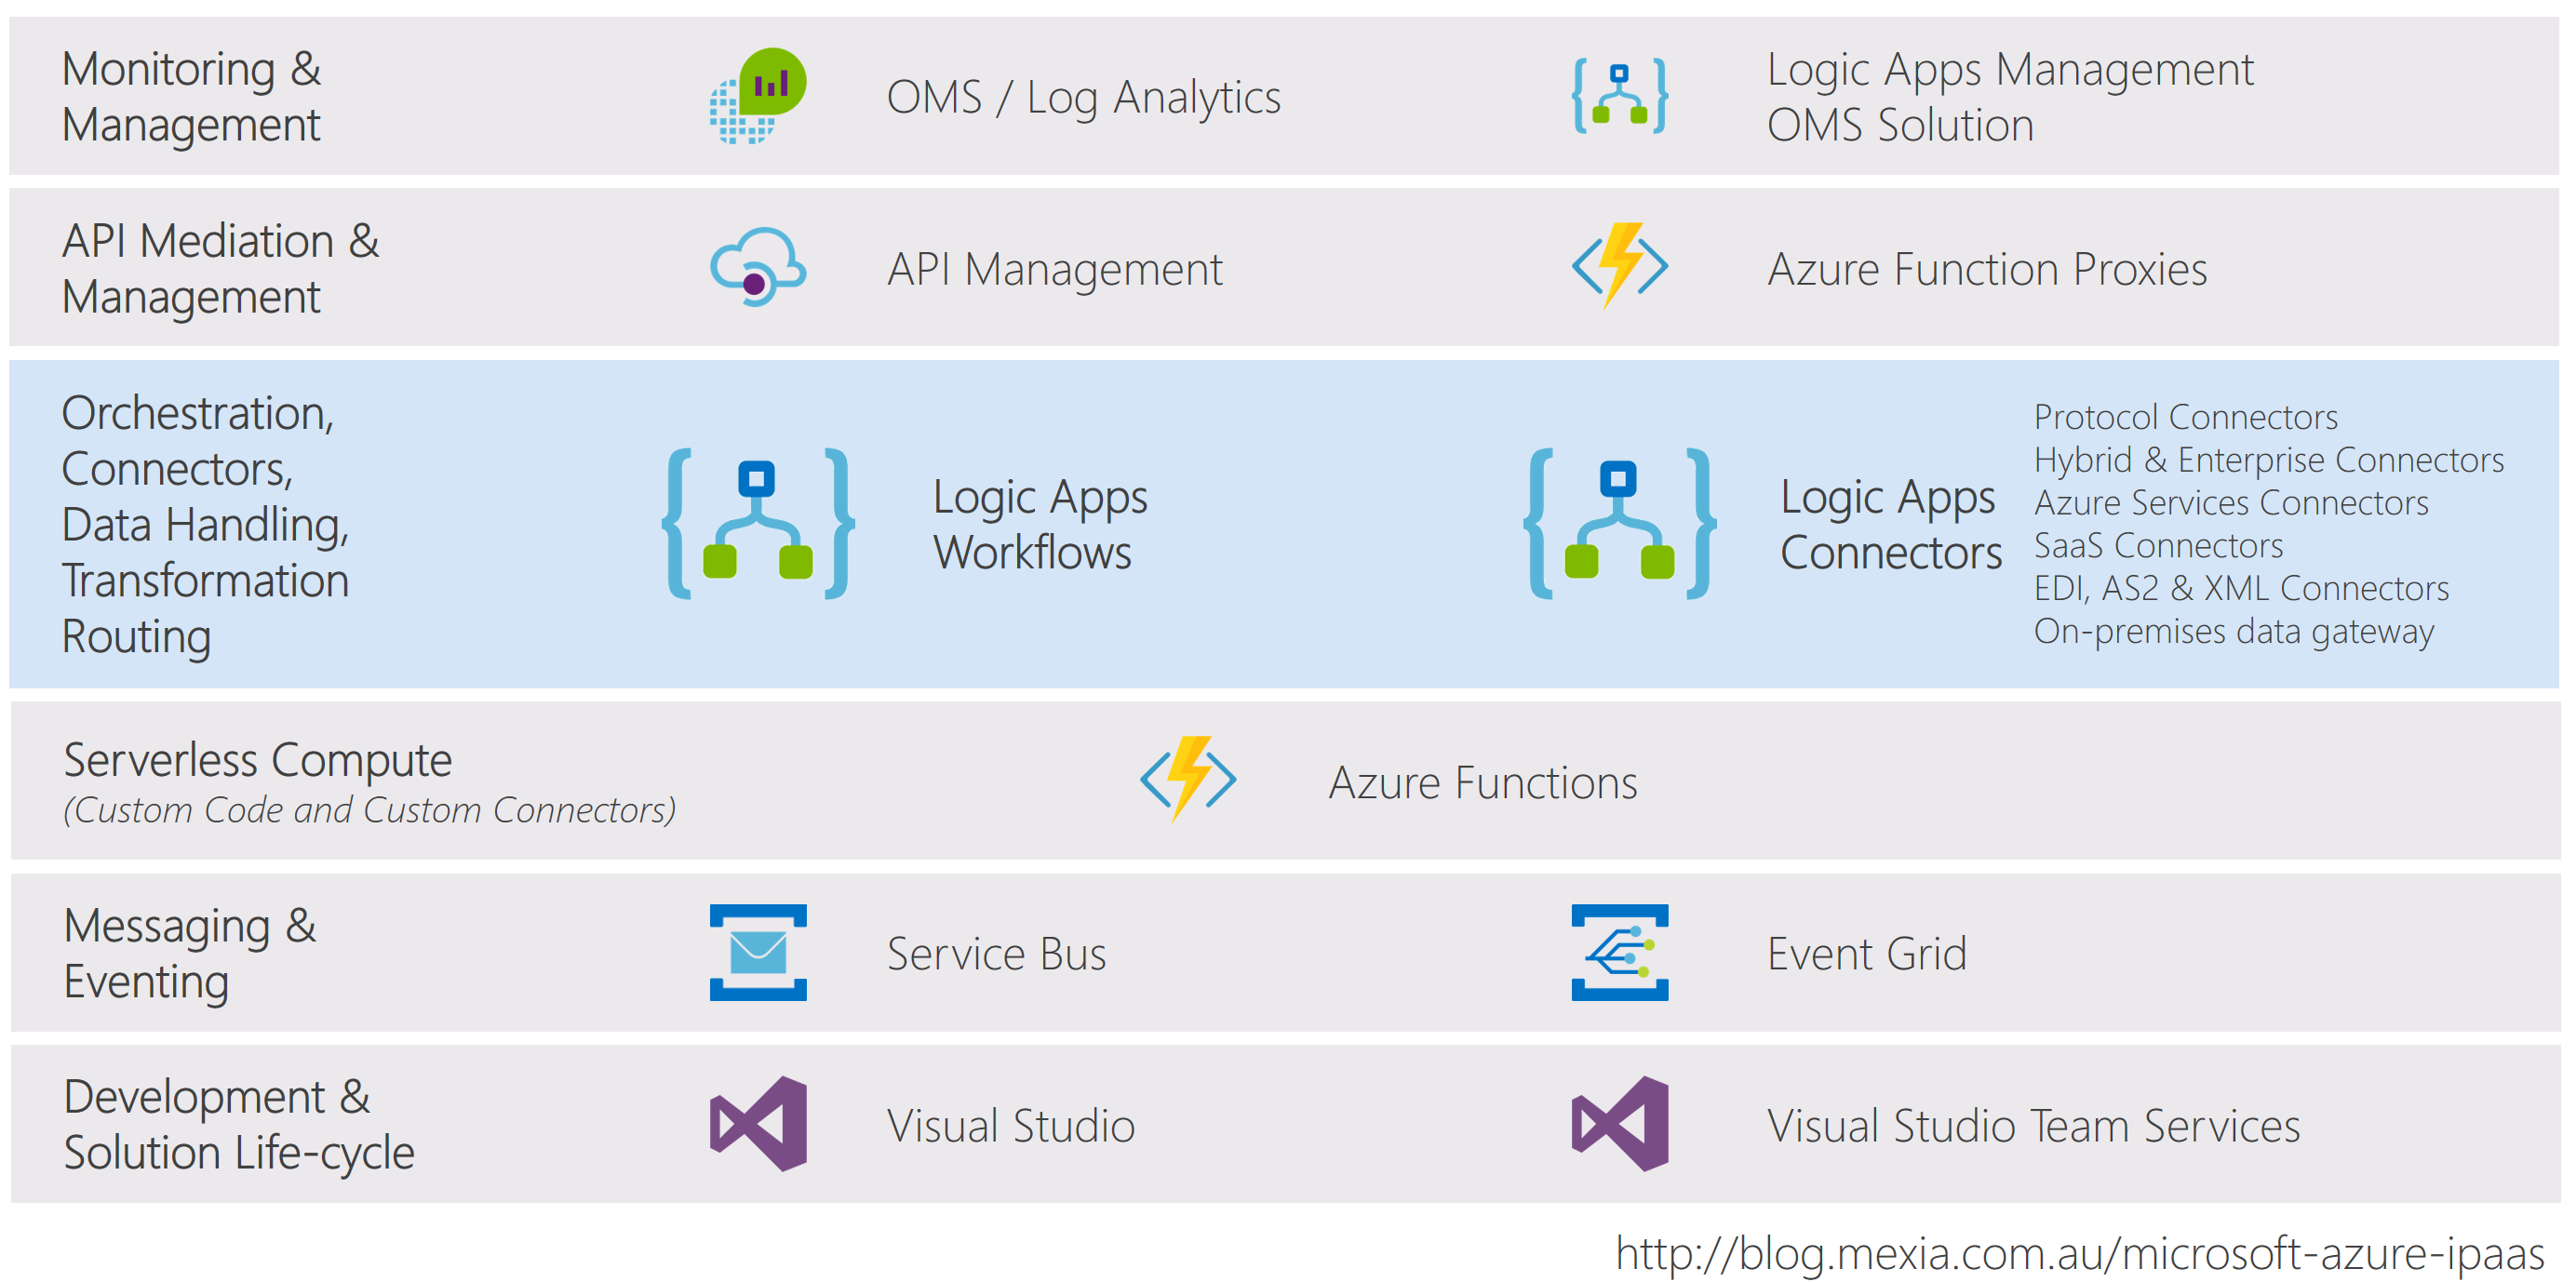 Monitoring &
Management
OMS / Log Analytics
Logic Apps Management
OMS Solution
API Mediation &
Management
API Management
Azure Function Proxies
Orchestration,
Connectors,
Data Handling,
Transformation
Routing
Logic Apps
Workflows
Logic Apps
Connectors
Protocol Connectors
Hybrid & Enterprise Connectors
Azure Services Connectors
SaaS Connectors
EDI, AS2 & XML Connectors
On-premises data gateway
Serverless Compute
(Custom Code and Custom Connectors)
Azure Functions
Messaging &
Eventing
Service Bus
Event Grid
Development &
Solution Life-cycle
Visual Studio
Visual Studio Team Services
http://blog.mexia.com.au/microsoft-azure-ipaas